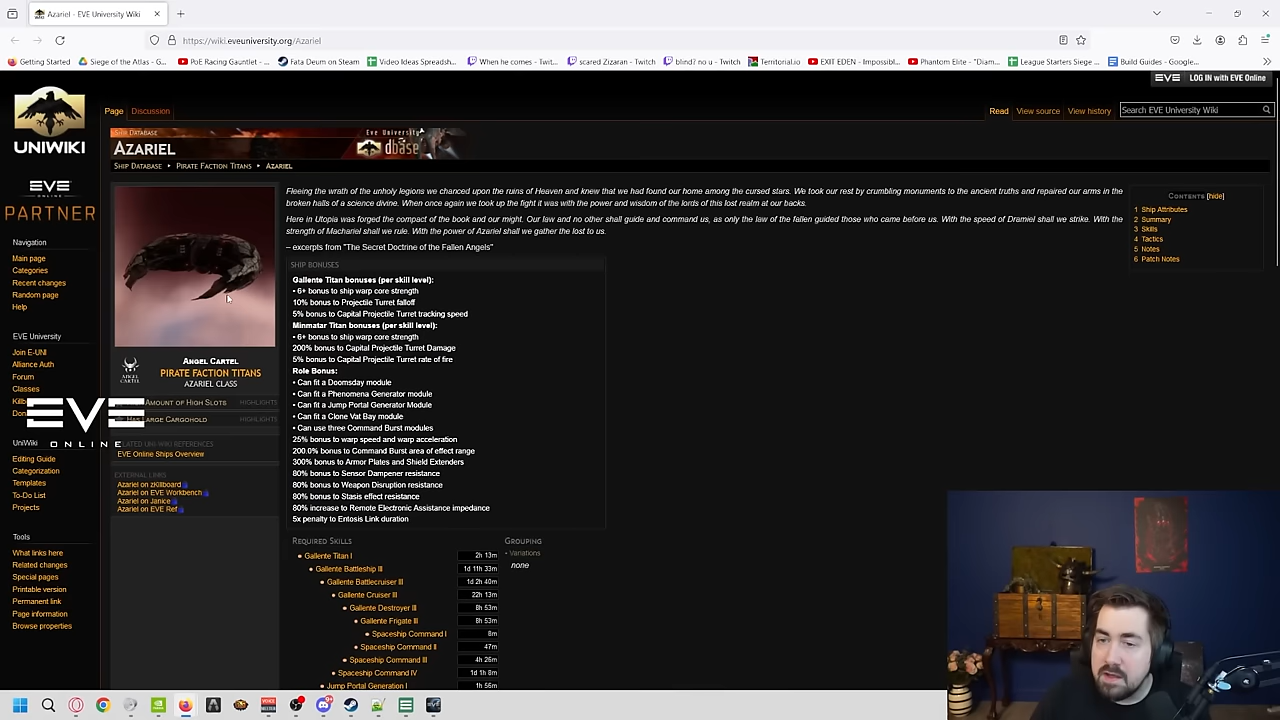 Azariel - EVE University Wiki
https://wiki.eveuniversity.org/Azariel
Getting Started
Siege of the Atlas - G...
PoE Racing Gauntlet -...
Fata Deum on Steam
Video Ideas Spreadsh...
When he comes - Twit...
scared Zizaran - Twitch
blind? no u - Twitch
Territorial.io
EXIT EDEN - Impossibl...
Phantom Elite - "Diam...
League Starters Siege ...
Build Guides - Google...
EVE LOG IN with EVE Online
UNIWIKI
EVE
ONLINE
PARTNER
Page
Discussion
Read
View source
View history
Search EVE University Wiki
Ship Database
Eve University
dbase
AZARIEL
Ship Database
Pirate Faction Titans
Azariel
Navigation
Main page
Categories
Recent changes
Random page
Help
EVE University
Join E-UNI
Alliance Auth
Forum
Classes
EVE
ONLINE
UniWiki
Editing Guide
Categorization
Templates
To-Do List
Projects
Tools
What links here
Related changes
Special pages
Printable version
Permanent link
Page information
Browse properties
Angel Cartel
PIRATE FACTION TITANS
AZARIEL CLASS
Amount of High Slots
Highlights
Large Cargohold
Highlights
Related Uni-Wiki References
EVE Online Ships Overview
External Links
Azariel on zKillboard
Azariel on EVE Workbench
Azariel on Janice
Azariel on EVE Ref
Fleeing the wrath of the unholy legions we chanced upon the ruins of Heaven and knew that we had found our home among the cursed stars. We took our rest by crumbling monuments to the ancient truths and repaired our arms in the
broken halls of a science divine. When once again we took up the fight it was with the power and wisdom of the lords of this lost realm at our backs.
Here in Utopia was forged the compact of the book and our might. Our law and no other shall guide and command us, as only the law of the fallen guided those who came before us. With the speed of Dramiel shall we strike. With the
strength of Machariel shall we rule. With the power of Azariel shall we gather the lost to us.
– excerpts from "The Secret Doctrine of the Fallen Angels"
Contents [hide]
1 Ship Attributes
2 Summary
3 Skills
4 Tactics
5 Notes
6 Patch Notes
Ship Bonuses
Gallente Titan bonuses (per skill level):
• 6+ bonus to ship warp core strength
10% bonus to Projectile Turret falloff
5% bonus to Capital Projectile Turret tracking speed
Minmatar Titan bonuses (per skill level):
• 6+ bonus to ship warp core strength
200% bonus to Capital Projectile Turret Damage
5% bonus to Capital Projectile Turret rate of fire
Role Bonus:
• Can fit a Doomsday module
• Can fit a Phenomena Generator module
• Can fit a Jump Portal Generator Module
• Can fit a Clone Vat Bay module
• Can use three Command Burst modules
25% bonus to warp speed and warp acceleration
200.0% bonus to Command Burst area of effect range
300% bonus to Armor Plates and Shield Extenders
80% bonus to Sensor Dampener resistance
80% bonus to Weapon Disruption resistance
80% bonus to Stasis effect resistance
80% increase to Remote Electronic Assistance impedance
5x penalty to Entosis Link duration
Required Skills
Gallente Titan I 2h 13m
Gallente Battleship III 1d 11h 33m
Gallente Battlecruiser III 1d 2h 40m
Gallente Cruiser III 22h 13m
Gallente Destroyer III 8h 53m
Gallente Frigate III 8h 53m
Spaceship Command I 8m
Spaceship Command II 47m
Spaceship Command III 4h 26m
Spaceship Command IV 1d 1h 8m
Jump Portal Generation I 1h 56m
Grouping
Variations
none